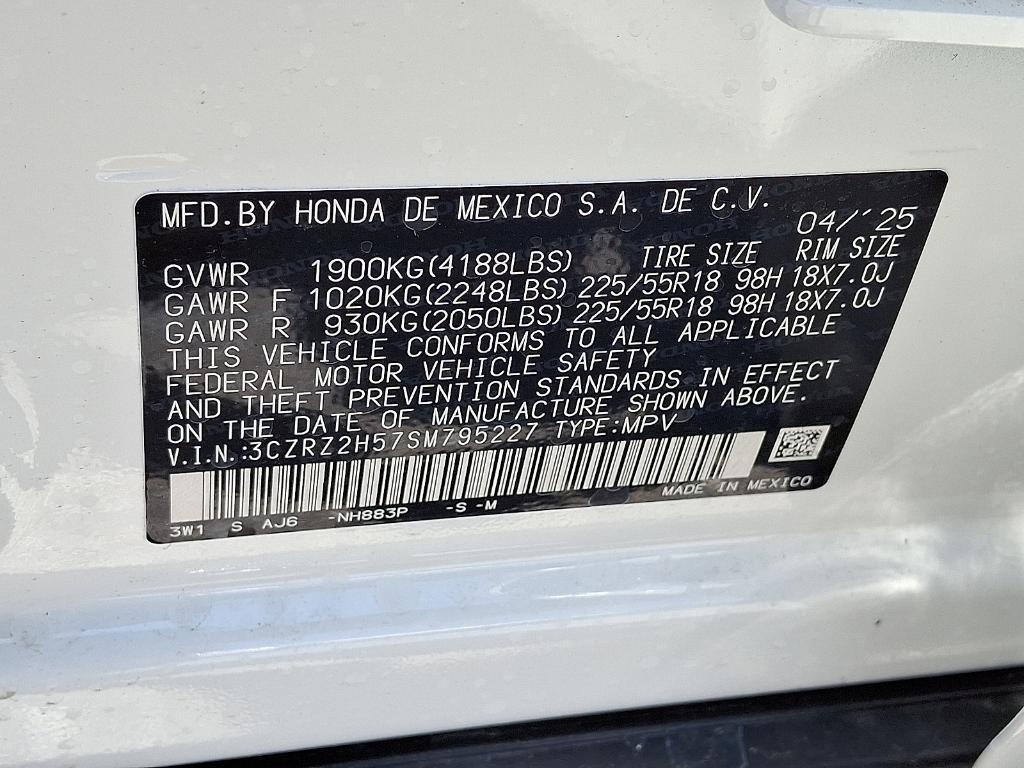 MFD.BY HONDA DE MEXICO S.A. DE C.V.
04/'25
TIRE SIZE RIM SIZE
GVWR 1900KG(4188LBS)
GAWR F 1020KG(2248LBS) 225/55R18 98H 18X7.0J
GAWR R 930KG(2050LBS) 225/55R18 98H 18X7.0J
THIS VEHICLE CONFORMS TO ALL APPLICABLE
FEDERAL MOTOR VEHICLE SAFETY
AND THEFT PREVENTION STANDARDS IN EFFECT
ON THE DATE OF MANUFACTURE SHOWN ABOVE.
V.I.N.:3CZRZ2H57SM795227 TYPE:MPV
MADE IN MEXICO
3W1 S AJ6 -NH883P -S -M